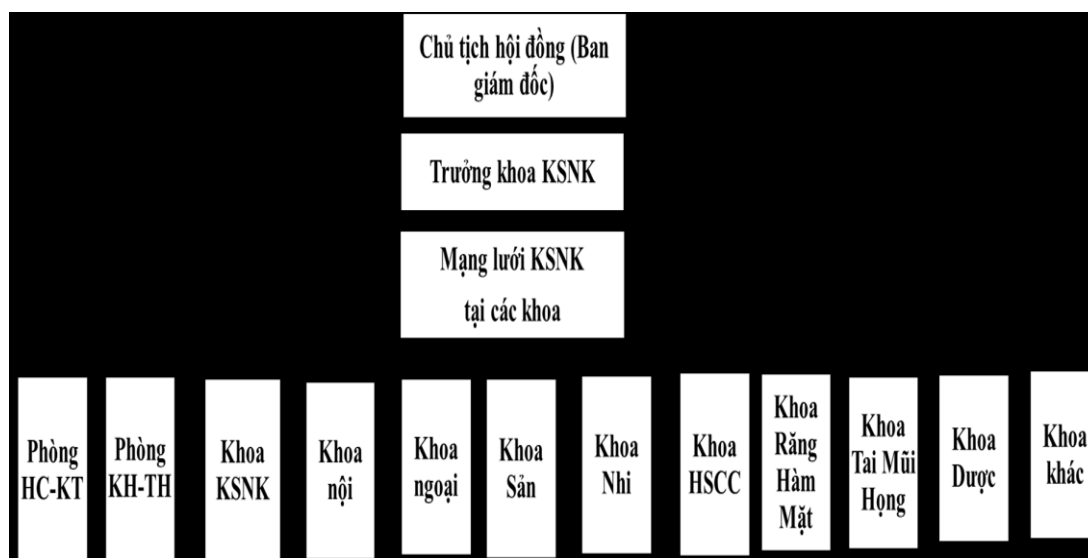 Chủ tịch hội đồng (Ban
giám đốc)
Trưởng khoa KSNK
Mạng lưới KSNK
tại các khoa
Phòng
HC-KT
Phòng
KH-TH
Khoa
KSNK
Khoa
nội
Khoa
ngoại
Khoa
Sản
Khoa
Nhi
Khoa
HSCC
Khoa
Răng
Hàm
Mặt
Khoa
Tai Mũi
Họng
Khoa
Dược
Khoa
khác